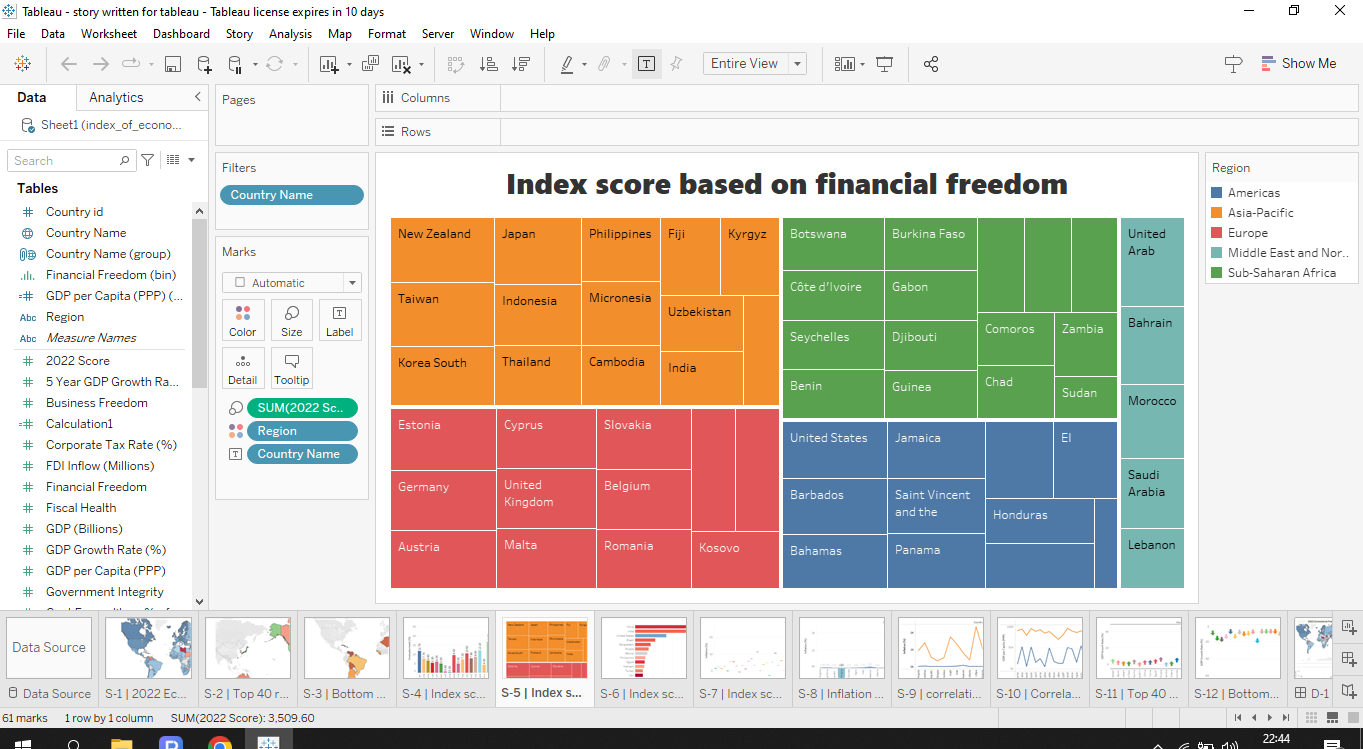 Tableau - story written for tableau - Tableau license expires in 10 days
File Data Worksheet Dashboard Story Analysis Map Format Server Window Help
Entire View
Show Me
Data Analytics
Sheet1 (index_of_econo...
Search
Tables
Country id
Country Name
Country Name (group)
Financial Freedom (bin)
GDP per Capita (PPP) (...
Abc Region
Abc Measure Names
2022 Score
5 Year GDP Growth Ra...
Business Freedom
Calculation1
Corporate Tax Rate (%)
FDI Inflow (Millions)
Financial Freedom
Fiscal Health
GDP (Billions)
GDP Growth Rate (%)
GDP per Capita (PPP)
Government Integrity
Pages
Filters
Country Name
Marks
Automatic
Color Size Label
Detail Tooltip
SUM(2022 Sc..
Region
Country Name
Columns
Rows
Index score based on financial freedom
New Zealand
Taiwan
Korea South
Japan
Indonesia
Thailand
Philippines
Micronesia
Cambodia
Fiji
Kyrgyz
Uzbekistan
India
Estonia
Germany
Austria
Cyprus
United
Kingdom
Malta
Slovakia
Belgium
Romania
Kosovo
Botswana
Côte d'Ivoire
Seychelles
Benin
Burkina Faso
Gabon
Djibouti
Guinea
Comoros
Chad
Zambia
Sudan
United States
Barbados
Bahamas
Jamaica
Saint Vincent
and the
Panama
El
Honduras
United
Arab
Bahrain
Morocco
Saudi
Arabia
Lebanon
Region
Americas
Asia-Pacific
Europe
Middle East and Nor..
Sub-Saharan Africa
Data Source
Data Source S-1 | 2022 Ec... S-2 | Top 40 r... S-3 | Bottom ... S-4 | Index sc... S-5 | Index s... S-6 | Index sc... S-7 | Index sc... S-8 | Inflation ... S-9 | correlati... S-10 | Correla... S-11 | Top 40 ... S-12 | Bottom... D-1
61 marks 1 row by 1 column SUM(2022 Score): 3,509.60
22:44